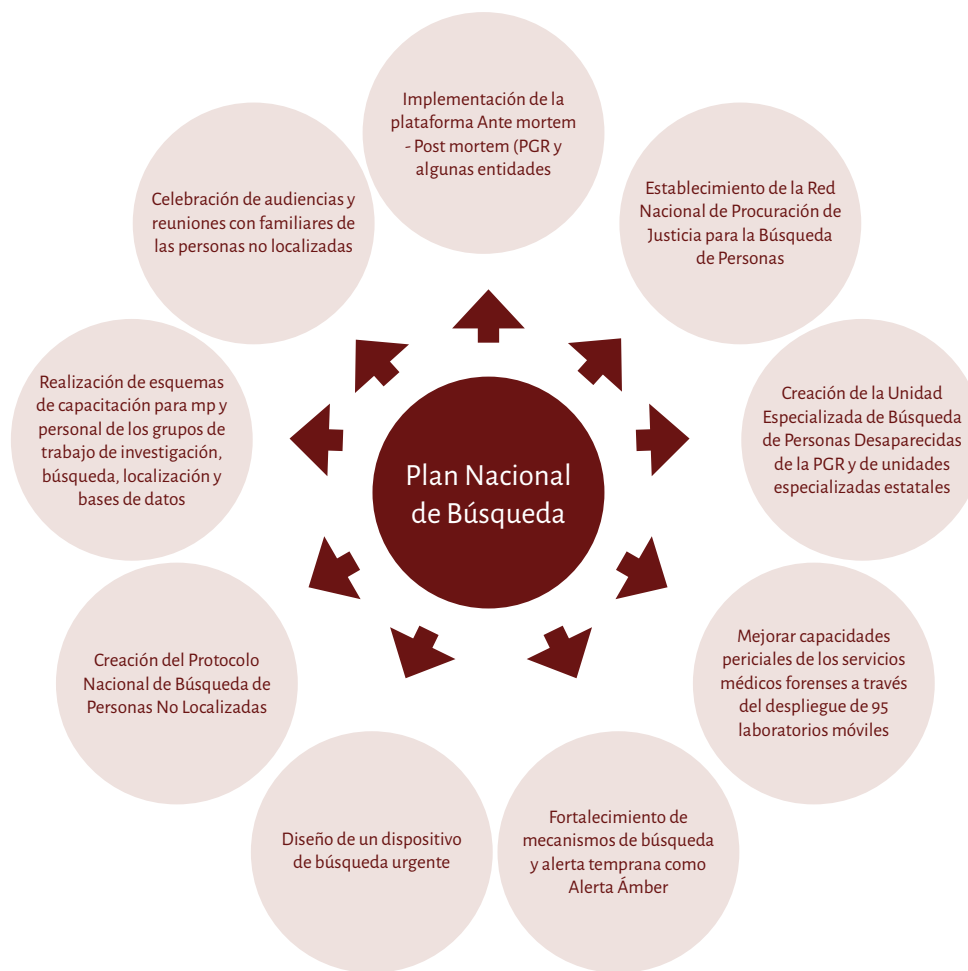 Implementación de la
plataforma Ante mortem
- Post mortem (PGR y
algunas entidades
Establecimiento de la Red
Nacional de Procuración de
Justicia para la Búsqueda
de Personas
Creación de la Unidad
Especializada de Búsqueda
de Personas Desaparecidas
de la PGR y de unidades
especializadas estatales
Mejorar capacidades
periciales de los servicios
médicos forenses a través
del despliegue de 95
laboratorios móviles
Fortalecimiento de
mecanismos de búsqueda
y alerta temprana como
Alerta Ámber
Diseño de un dispositivo
de búsqueda urgente
Creación del Protocolo
Nacional de Búsqueda de
Personas No Localizadas
Realización de esquemas
de capacitación para mp y
personal de los grupos de
trabajo de investigación,
búsqueda, localización y
bases de datos
Celebración de audiencias y
reuniones con familiares de
las personas no localizadas
Plan Nacional
de Búsqueda